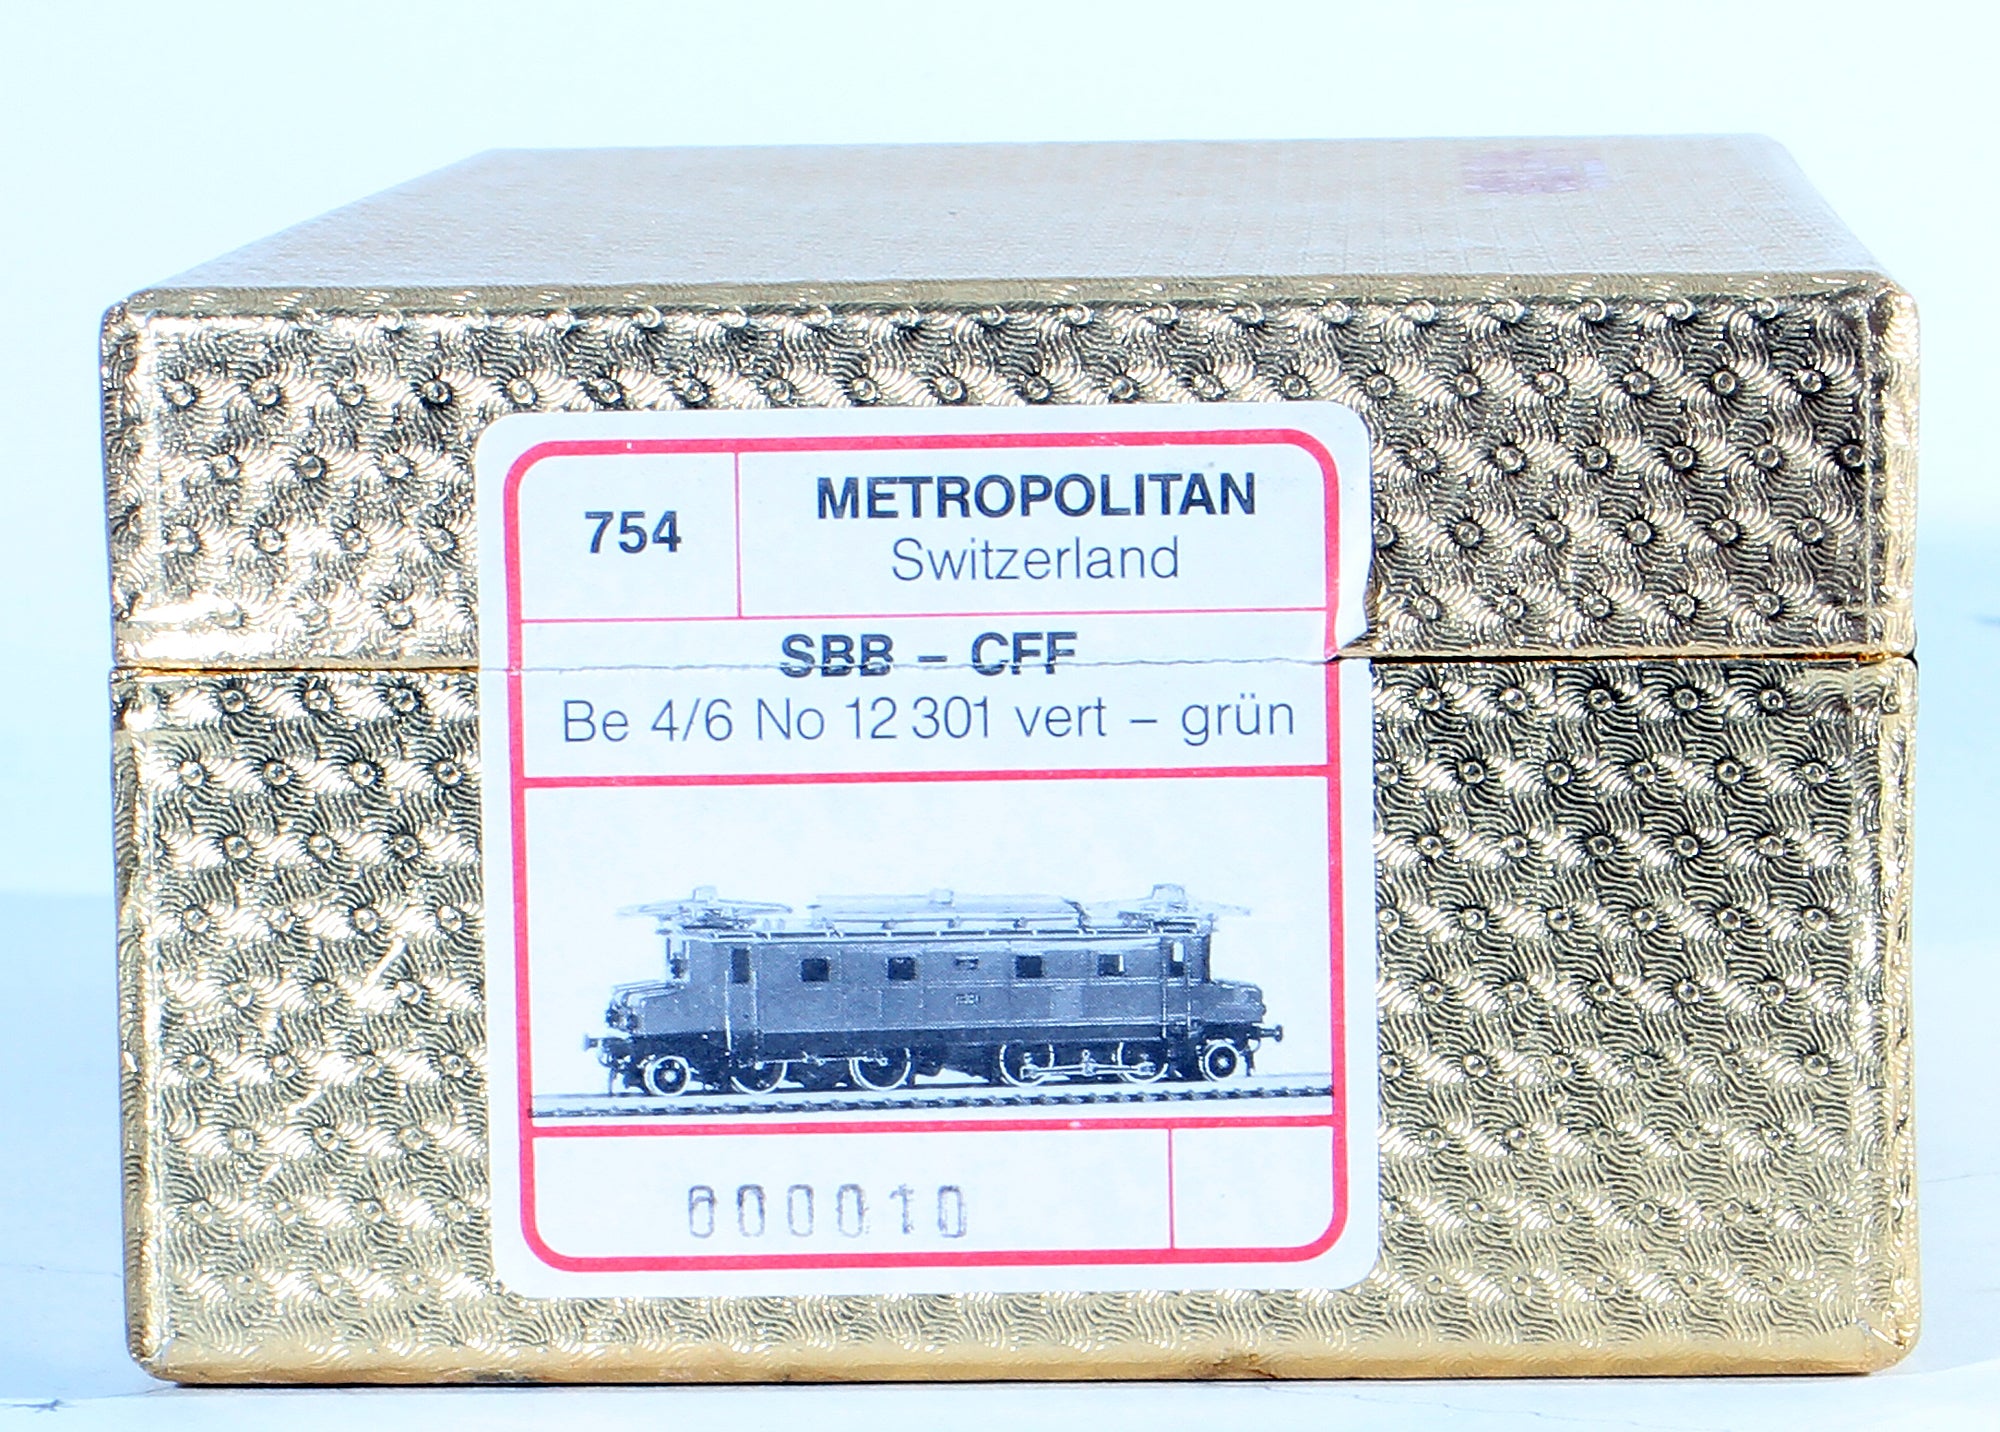 754
METROPOLITAN
Switzerland
SBB – CFF
Be 4/6 No 12 301 vert – grün
000010